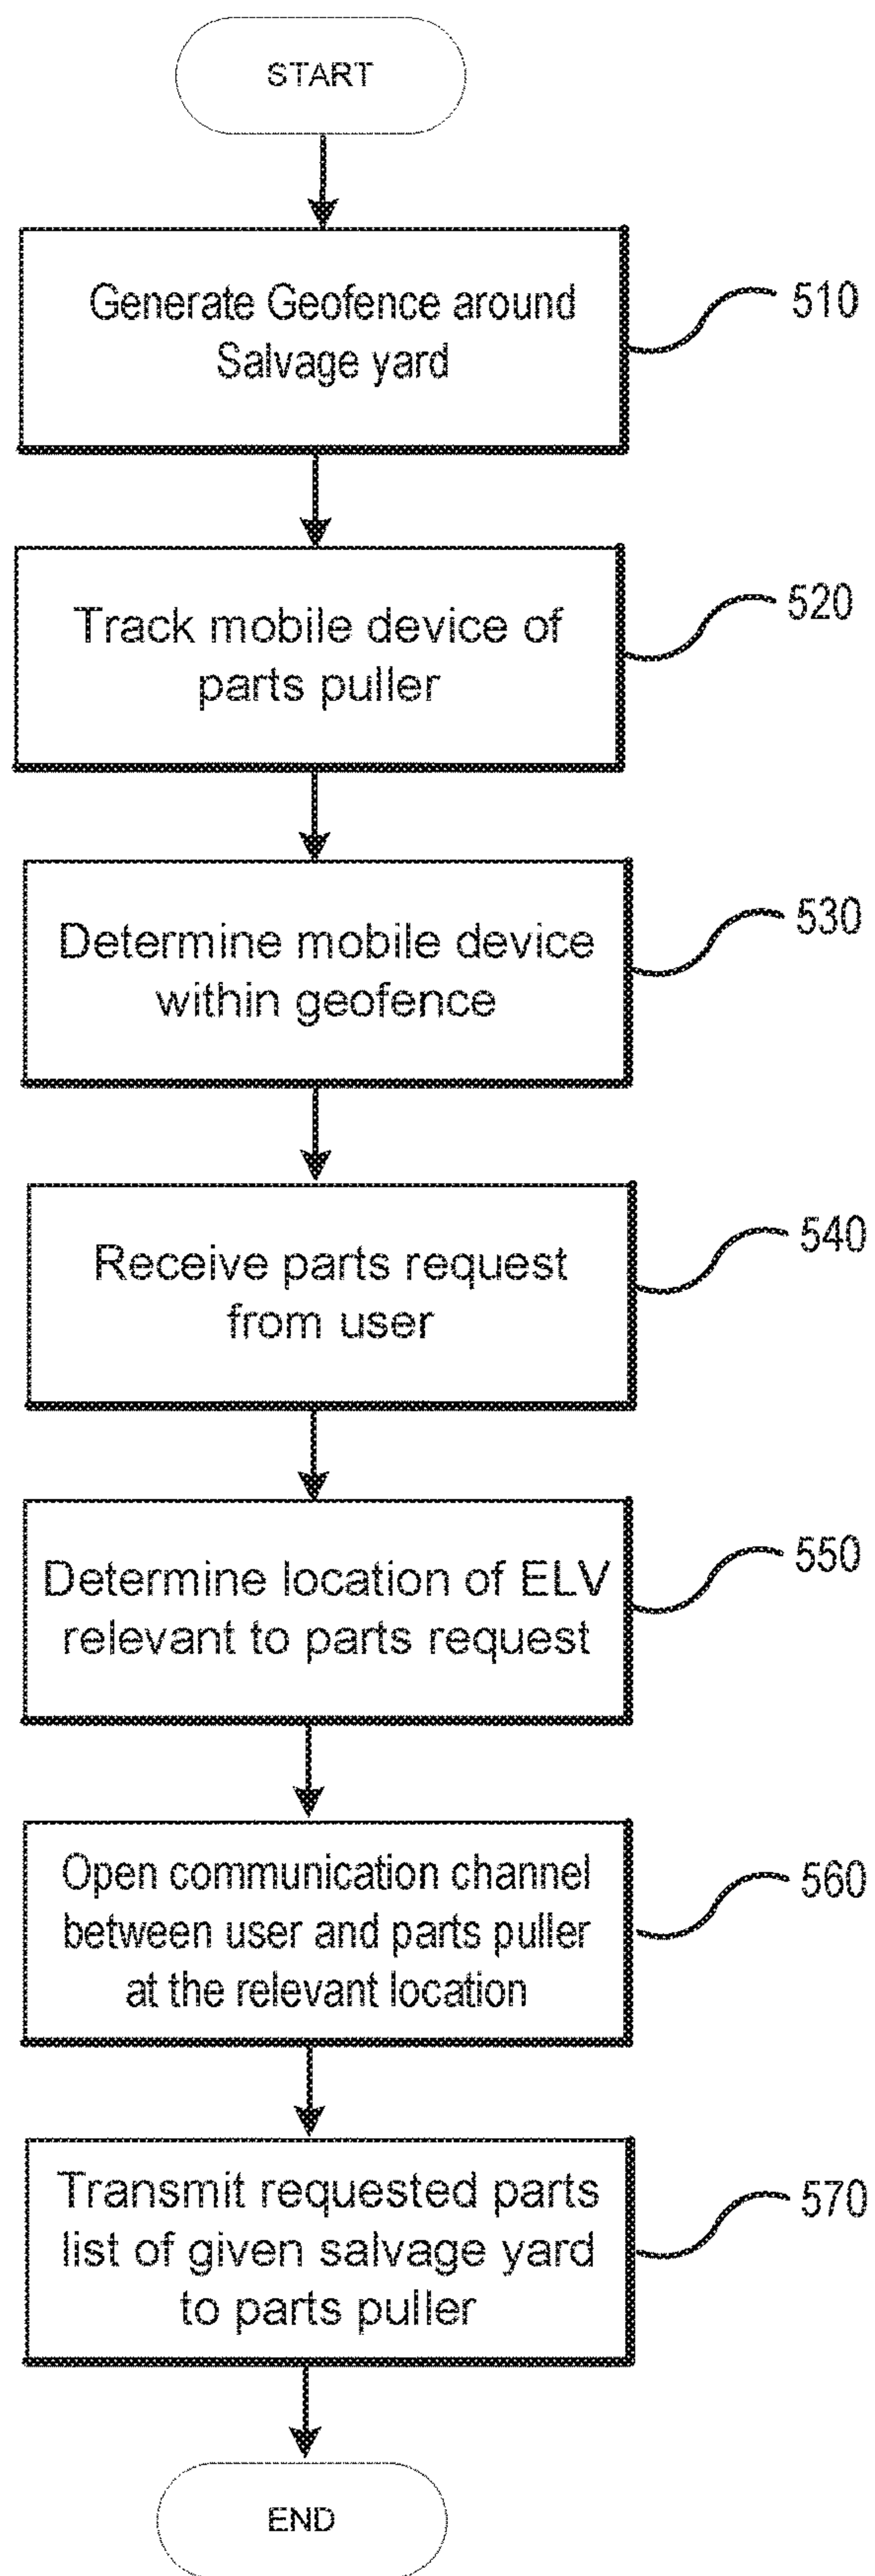 START
Generate Geofence around
Salvage yard
510
Track mobile device of
parts puller
520
Determine mobile device
within geofence
530
Receive parts request
from user
540
Determine location of ELV
relevant to parts request
550
Open communication channel
between user and parts puller
at the relevant location
560
Transmit requested parts
list of given salvage yard
to parts puller
570
END